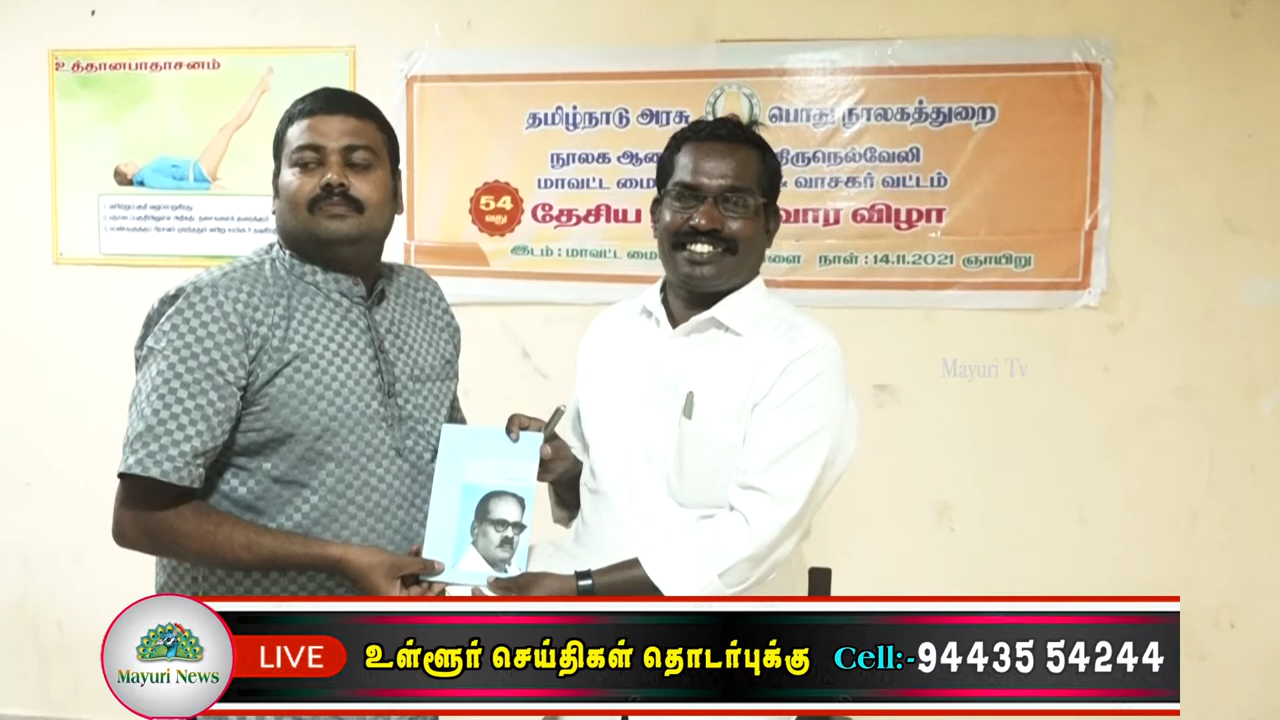 உத்தானபாதாசனம்
தமிழ்நாடு அரசு பொது நூலகத்துறை
நூலக ஆணை திருநெல்வேலி
மாவட்ட மைய & வாசகர் வட்டம்
54 வது தேசிய வார விழா
இடம் : மாவட்ட மைய நாள் : 14.11.2021 ஞாயிறு
Mayuri Tv
Mayuri News
LIVE உள்ளூர் செய்திகள் தொடர்புக்கு Cell:-94435 54244